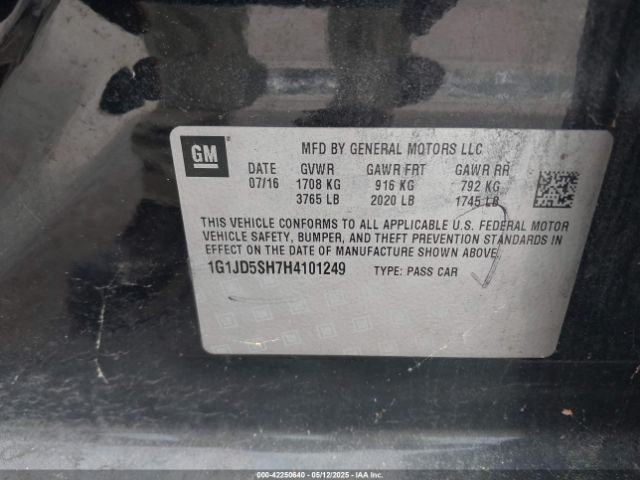 GM
MFD BY GENERAL MOTORS LLC
DATE GVWR GAWR FRT GAWR RR
07/16 1708 KG 916 KG 792 KG
3765 LB 2020 LB 1745 LB
THIS VEHICLE CONFORMS TO ALL APPLICABLE U.S. FEDERAL MOTOR
VEHICLE SAFETY, BUMPER, AND THEFT PREVENTION STANDARDS IN
EFFECT ON THE DATE OF MANUFACTURE SHOWN ABOVE.
1G1JD5SH7H4101249 TYPE: PASS CAR
000-42250640 - 05/12/2025 - IAAI.COM